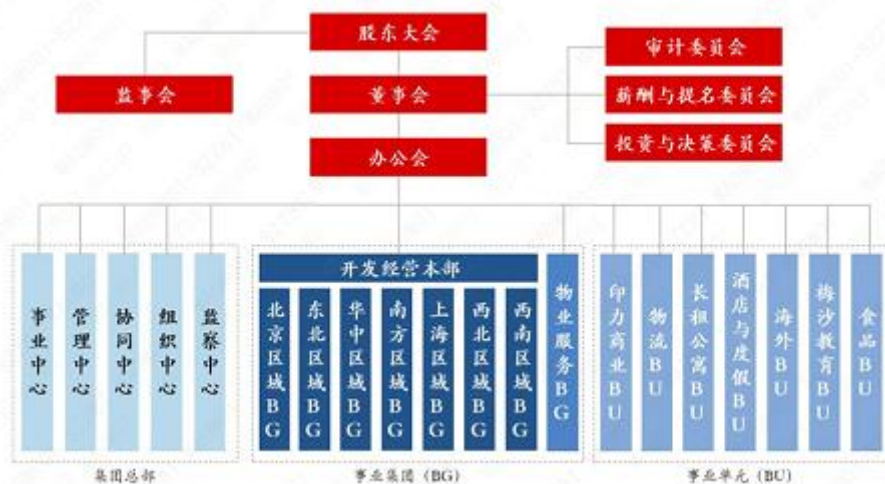 股东大会
审计委员会
监事会
董事会
薪酬与提名委员会
办公会
投资与决策委员会
开发经营本部
事业中心
管理中心
协同中心
组织中心
监察中心
北京区域BG
东北区域BG
华中区域BG
南方区域BG
上海区域BG
西北区域BG
西南区域BG
物业服务BG
印力商业BU
物流BU
长租公寓BU
酒店与度假BU
海外BU
梅沙教育BU
食品BU
集团总部
事业集团（BG）
事业单元（BU）